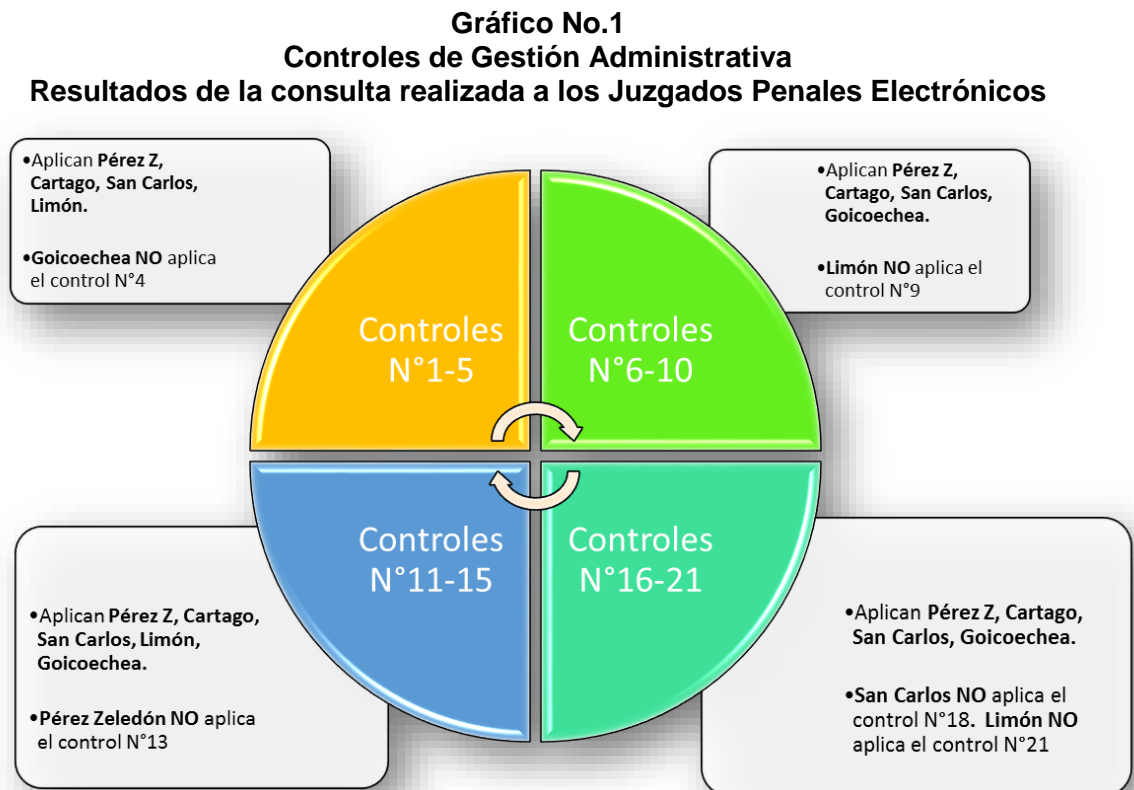 Gráfico No.1
Controles de Gestión Administrativa
Resultados de la consulta realizada a los Juzgados Penales Electrónicos
•Aplican Pérez Z,
Cartago, San Carlos,
Limón.
•Goicoechea NO aplica
el control N°4
•Aplican Pérez Z,
Cartago, San Carlos,
Goicoechea.
•Limón NO aplica el
control N°9
Controles
N°1-5
Controles
N°6-10
Controles
N°11-15
Controles
N°16-21
•Aplican Pérez Z, Cartago,
San Carlos, Limón,
Goicoechea.
•Pérez Zeledón NO aplica
el control N°13
•Aplican Pérez Z, Cartago,
San Carlos, Goicoechea.
•San Carlos NO aplica el
control N°18. Limón NO
aplica el control N°21